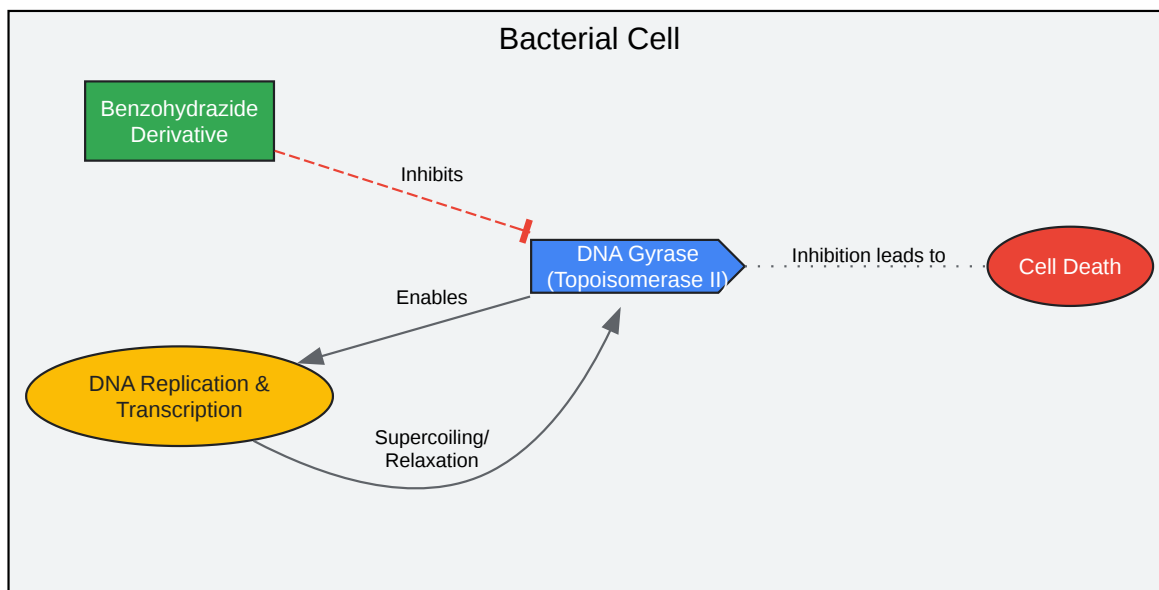 Bacterial Cell
Benzohydrazide
Derivative
Inhibits
DNA Gyrase
(Topoisomerase II)
Inhibition leads to
Cell Death
Enables
DNA Replication &
Transcription
Supercoiling/
Relaxation